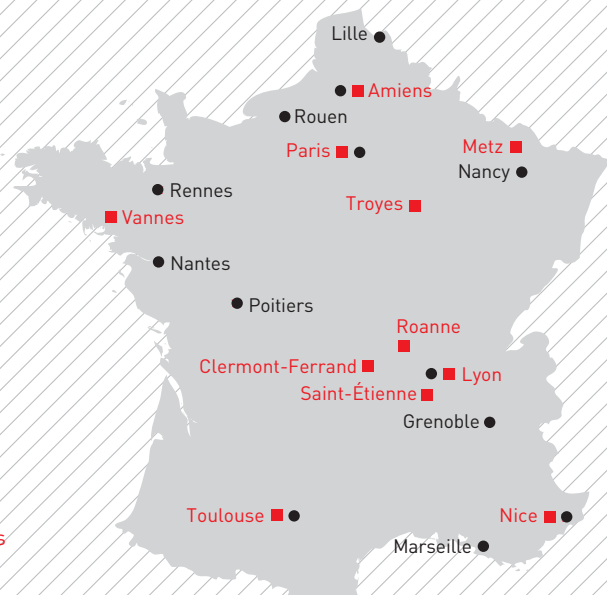 Lille
Amiens
Rouen
Paris
Metz
Nancy
Rennes
Troyes
Vannes
Nantes
Poitiers
Roanne
Clermont-Ferrand
Lyon
Saint-Étienne
Grenoble
Toulouse
Nice
s
Marseille